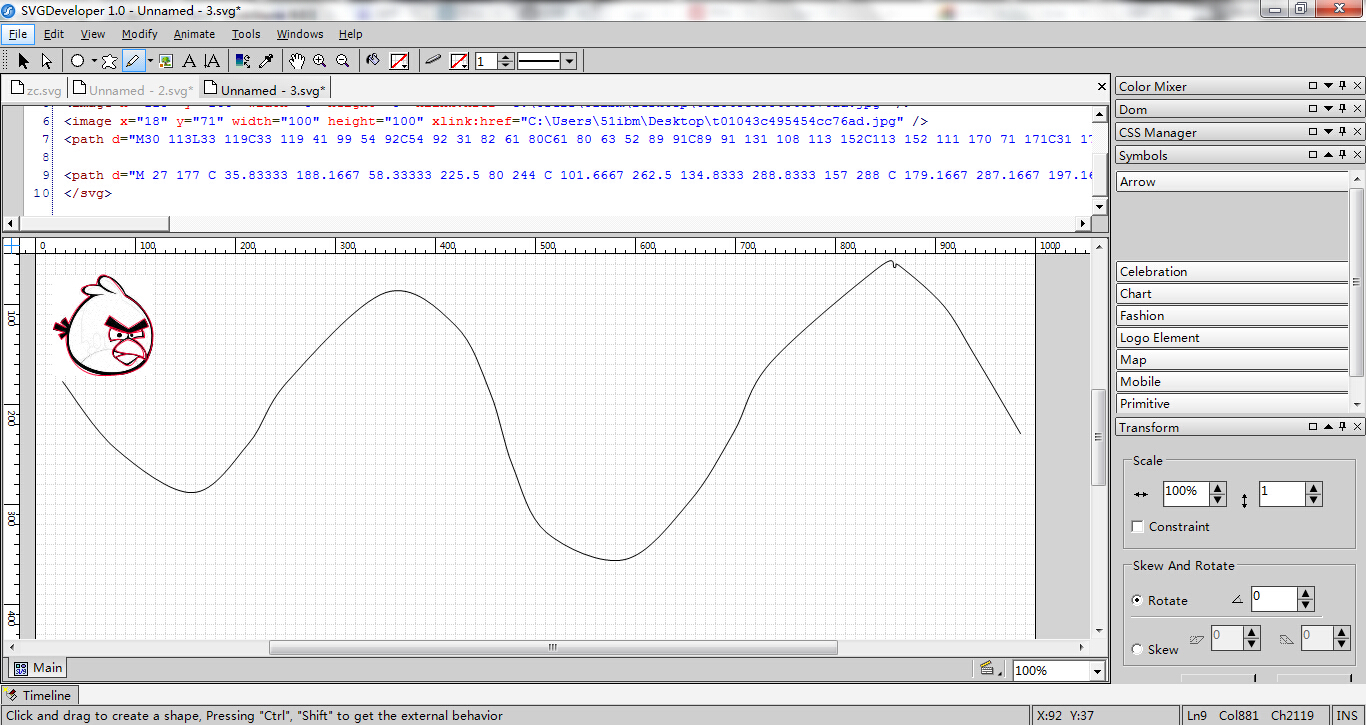 SVGDeveloper 1.0 - Unnamed - 3.svg*
File Edit View Modify Animate Tools Windows Help
1
zc.svg Unnamed - 2.svg* Unnamed - 3.svg*
6 <image x="18" y="71" width="100" height="100" xlink:href="C:\Users\51ibm\Desktop\t01043c495454cc76ad.jpg" />
7 <path d="M30 113L33 119C33 119 41 99 54 92C54 92 31 82 61 80C61 80 63 52 89 91C89 91 131 108 113 152C113 152 111 170 71 171C31 17
8
9 <path d="M 27 177 C 35.83333 188.1667 58.33333 225.5 80 244 C 101.6667 262.5 134.8333 288.8333 157 288 C 179.1667 287.1667 197.16
10 </svg>
0 100 200 300 400 500 600 700 800 900 1000
100
200
300
400
Main
100%
Timeline
Click and drag to create a shape, Pressing "Ctrl", "Shift" to get the external behavior
X:92 Y:37
Ln9 Col881 Ch2119
INS
Color Mixer
Dom
CSS Manager
Symbols
Arrow
Celebration
Chart
Fashion
Logo Element
Map
Mobile
Primitive
Transform
Scale
100% 1
Constraint
Skew And Rotate
Rotate 0
Skew 0 0